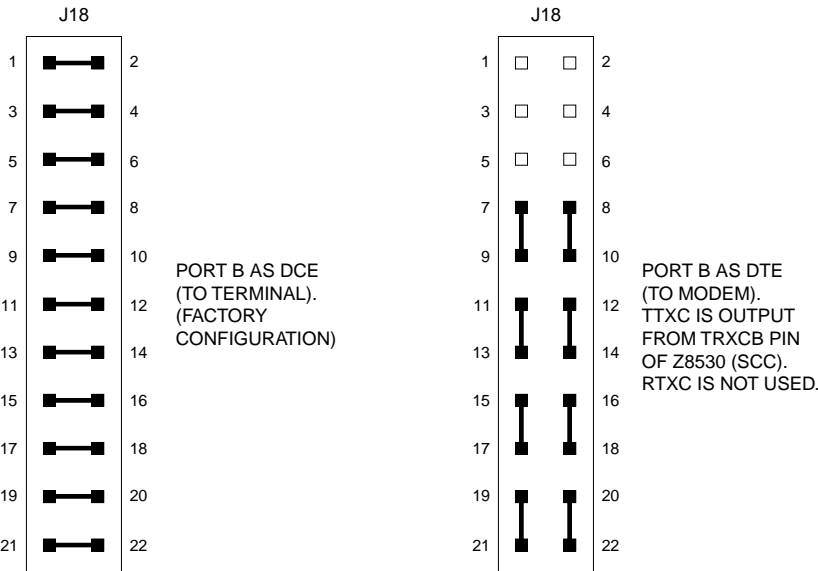 J18
1 2
3 4
5 6
7 8
9 10
11 12
13 14
15 16
17 18
19 20
21 22
PORT B AS DCE
(TO TERMINAL).
(FACTORY
CONFIGURATION)
J18
1 2
3 4
5 6
7 8
9 10
11 12
13 14
15 16
17 18
19 20
21 22
PORT B AS DTE
(TO MODEM).
TTXC IS OUTPUT
FROM TRXCB PIN
OF Z8530 (SCC).
RTXC IS NOT USED.